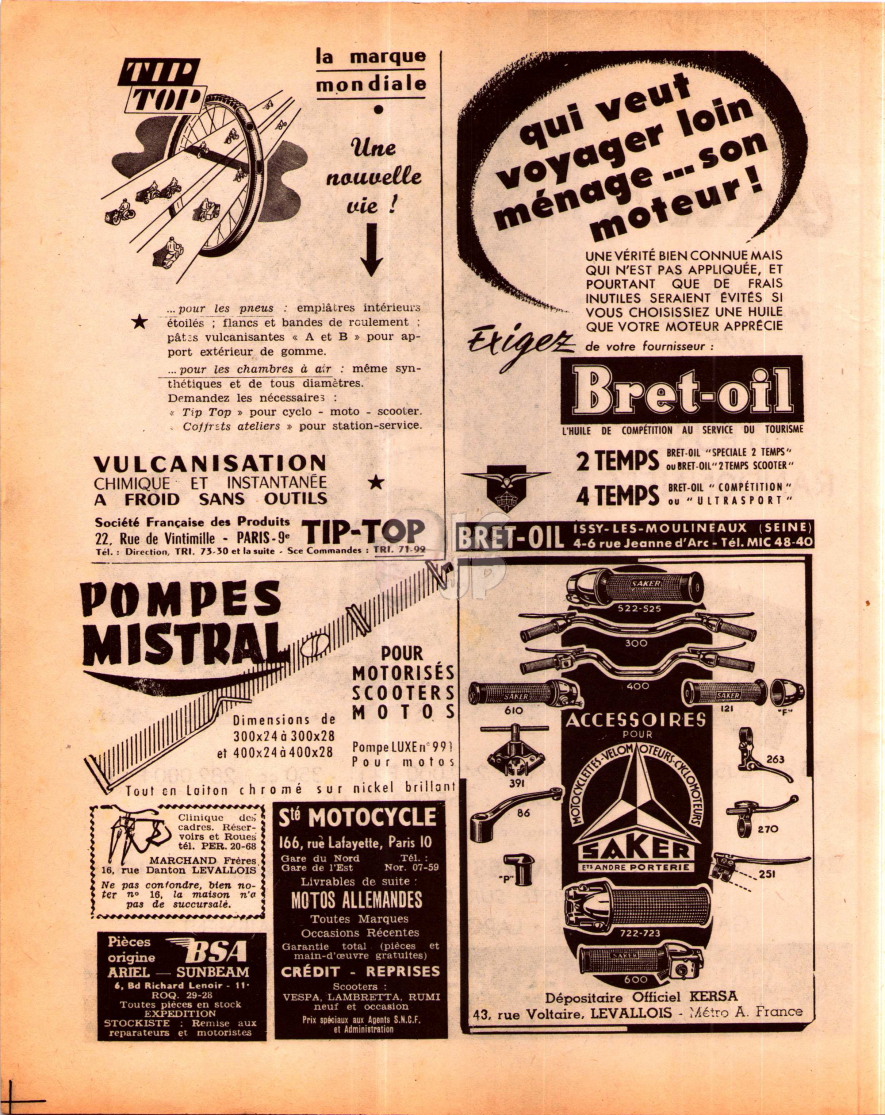 TIP
TOP
la marque
mondiale
Une
nouvelle
vie !
...pour les pneus : emplâtres intérieurs
étoilés ; flancs et bandes de roulement ;
pâtes vulcanisantes « A et B » pour ap-
port extérieur de gomme.
...pour les chambres à air : même syn-
thétiques et de tous diamètres.
Demandez les nécessaires :
« Tip Top » pour cyclo - moto - scooter.
« Coffrets ateliers » pour station-service.
VULCANISATION
CHIMIQUE ET INSTANTANÉE
A FROID SANS OUTILS
Société Française des Produits
22, Rue de Vintimille - PARIS-9e
TIP-TOP
Tél. : Direction, TRI. 73-30 et la suite - Sce Commandes : TRI. 71-99
qui veut
voyager loin
ménage ... son
moteur !
UNE VÉRITÉ BIEN CONNUE MAIS
QUI N'EST PAS APPLIQUÉE, ET
POURTANT QUE DE FRAIS
INUTILES SERAIENT ÉVITÉS SI
VOUS CHOISISSIEZ UNE HUILE
QUE VOTRE MOTEUR APPRÉCIE
Exigez de votre fournisseur :
Bret-oil
L'HUILE DE COMPÉTITION AU SERVICE DU TOURISME
2 TEMPS BRET-OIL "SPECIALE 2 TEMPS"
ou BRET-OIL "2 TEMPS SCOOTER"
4 TEMPS BRET-OIL "COMPÉTITION"
ou "ULTRASPORT"
BRET-OIL ISSY-LES-MOULINEAUX (SEINE)
4-6 rue Jeanne d'Arc - Tél. MIC 48-40
POMPES
MISTRAL
POUR
MOTORISÉS
SCOOTERS
MOTOS
Dimensions de
300x24 à 300x28
et 400x24 à 400x28
Pompe LUXE n° 991
Pour motos
Tout en Laiton chromé sur nickel brillant
Clinique des
cadres. Réser-
voirs et Roues
tél. PER. 20-68
MARCHAND Frères
16, rue Danton LEVALLOIS
Ne pas confondre, bien no-
ter n° 16, la maison n'a
pas de succursale.
Pièces
origine BSA
ARIEL — SUNBEAM
6, Bd Richard Lenoir - 11e
ROQ. 29-28
Toutes pièces en stock
EXPEDITION
STOCKISTE : Remise aux
reparateurs et motoristes
Sté MOTOCYCLE
166, rue Lafayette, Paris 10
Gare du Nord Tél. :
Gare de l'Est Nor. 07-59
Livrables de suite :
MOTOS ALLEMANDES
Toutes Marques
Occasions Récentes
Garantie total (pièces et
main-d'œuvre gratuites)
CRÉDIT - REPRISES
Scooters :
VESPA, LAMBRETTA, RUMI
neuf et occasion
Prix spéciaux aux Agents S.N.C.F.
et Administration
SAKER
522-525
300
400
SAKER
610
SAKER
121
"F"
ACCESSOIRES
POUR
MOTOCYCLETTES-VELOMOTEURS-CYCLOMOTEURS
391
263
86
270
SAKER
Ets ANDRE PORTERIE
"P"
251
722-723
SAKER
600
Dépositaire Officiel KERSA
43, rue Voltaire, LEVALLOIS - Métro A. France